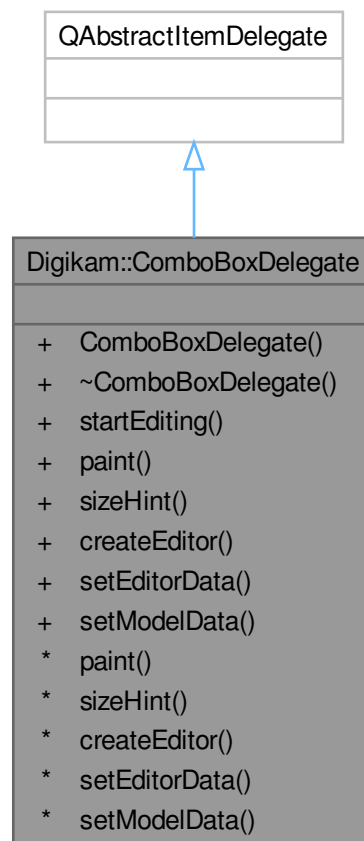 QAbstractItemDelegate
Digikam::ComboBoxDelegate
+ ComboBoxDelegate()
+ ~ComboBoxDelegate()
+ startEditing()
+ paint()
+ sizeHint()
+ createEditor()
+ setEditorData()
+ setModelData()
* paint()
* sizeHint()
* createEditor()
* setEditorData()
* setModelData()